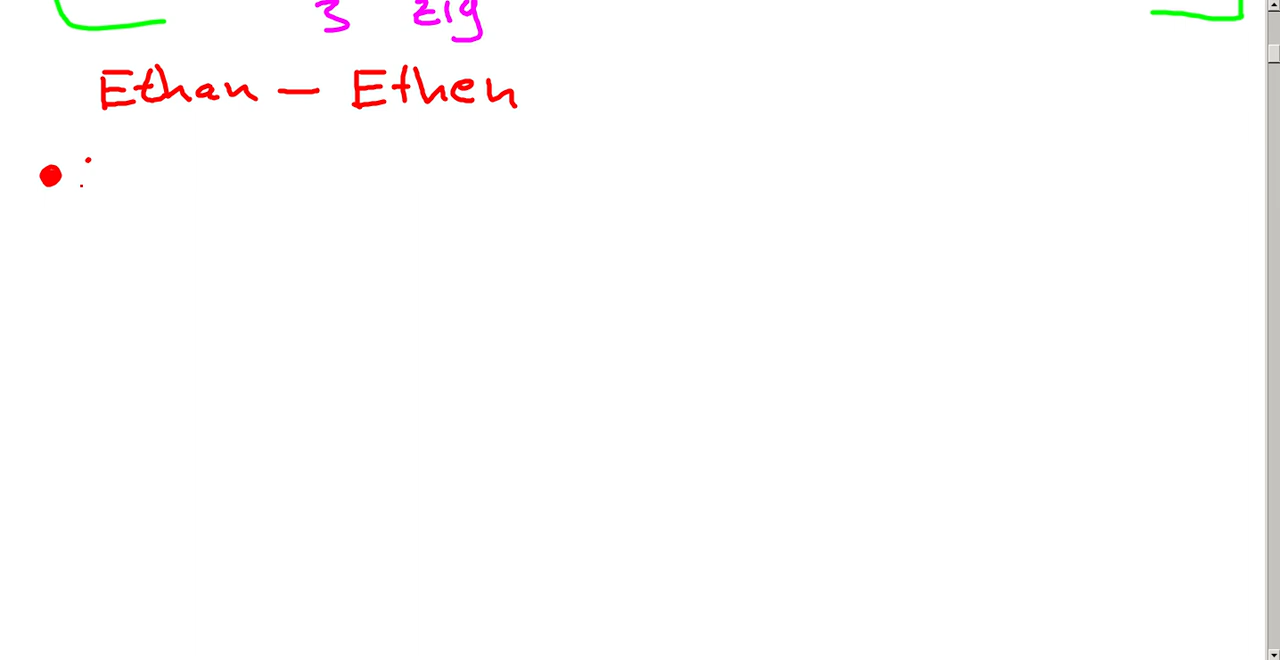 3 zig
Ethan – Ethen